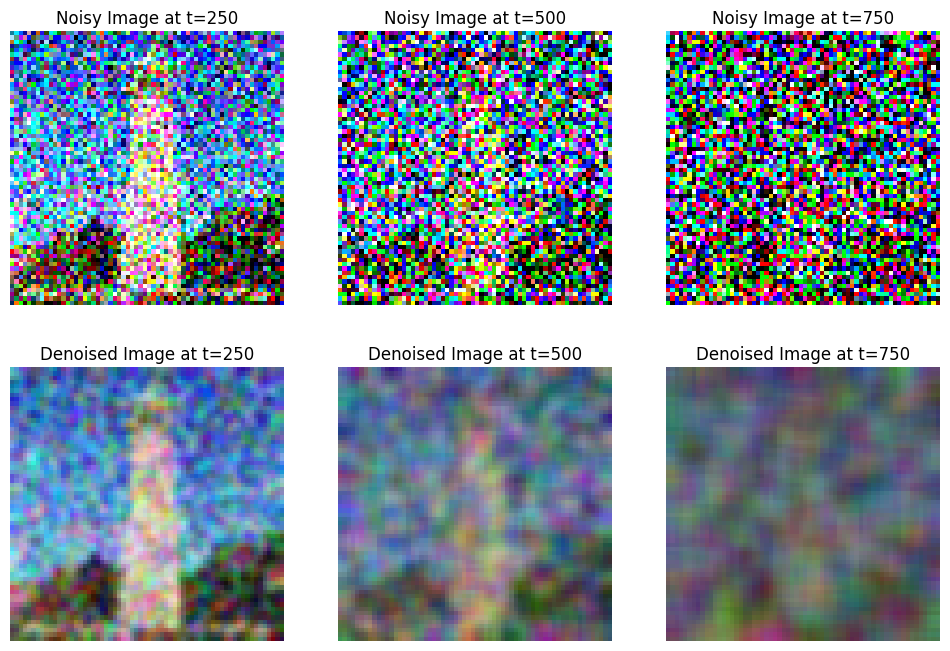 Noisy Image at t=250
Noisy Image at t=500
Noisy Image at t=750
Denoised Image at t=250
Denoised Image at t=500
Denoised Image at t=750